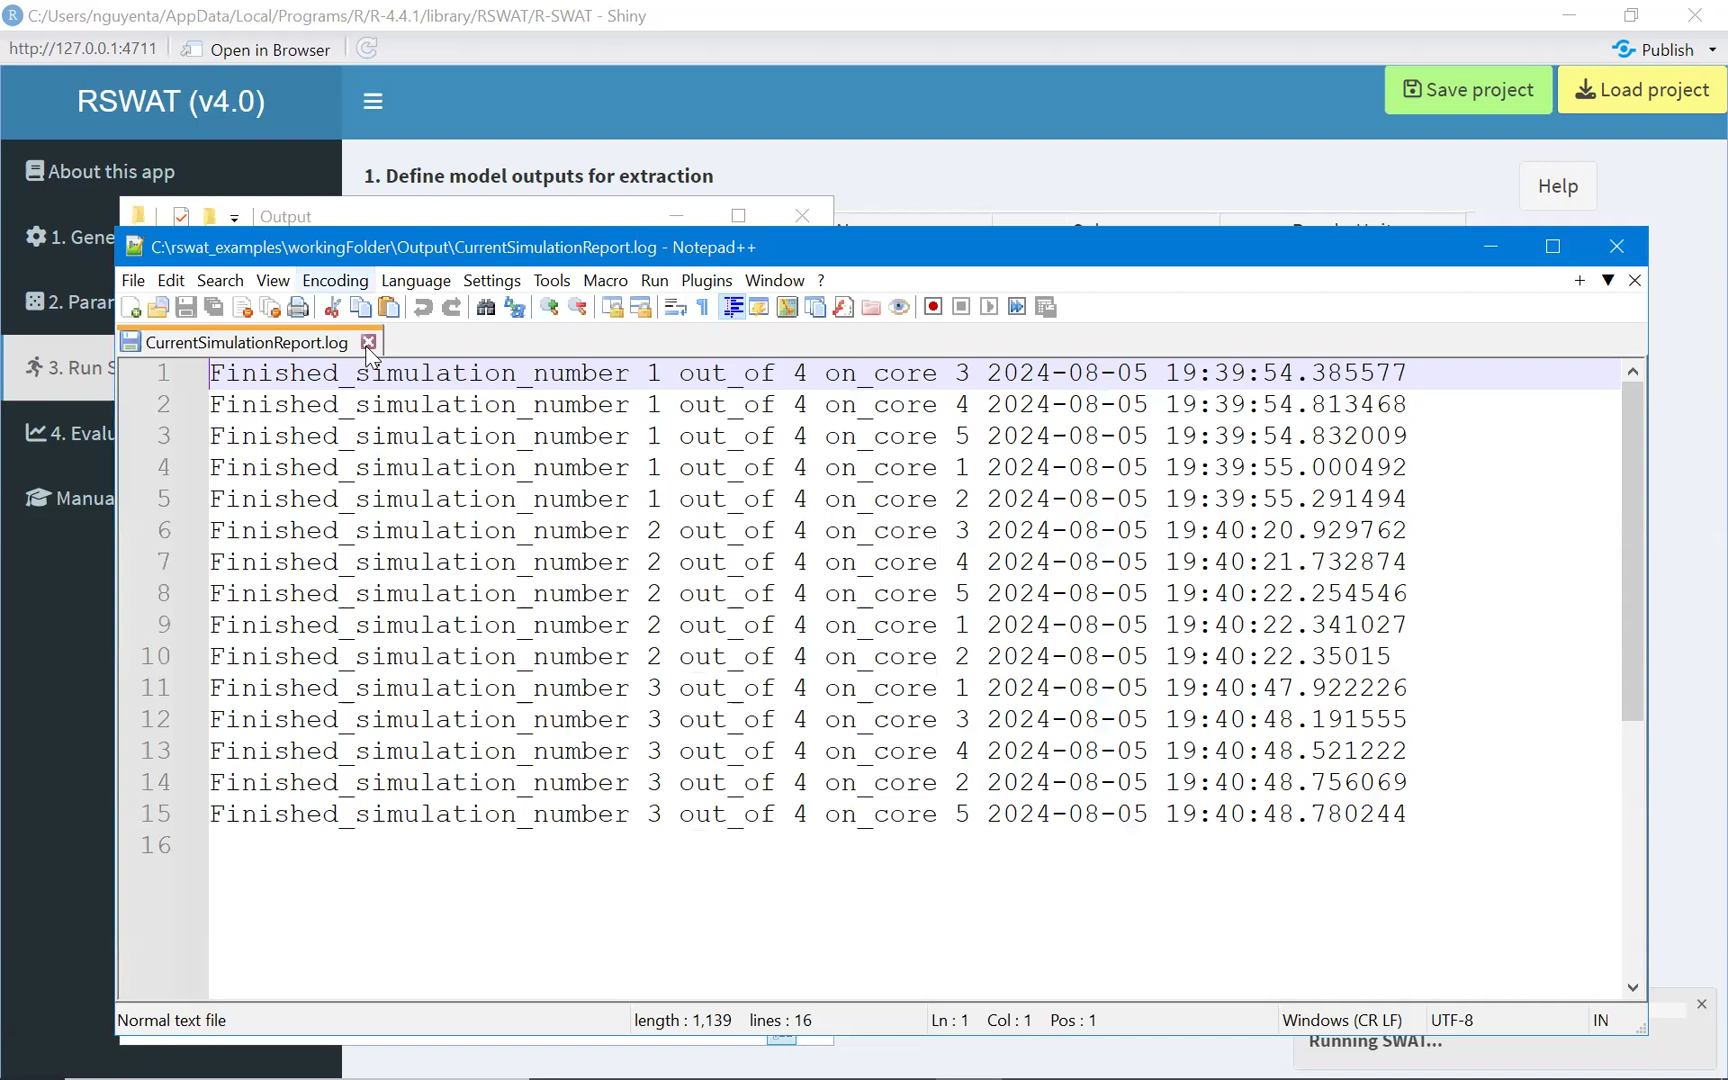 C:/Users/nguyenta/AppData/Local/Programs/R/R-4.4.1/library/RSWAT/R-SWAT - Shiny
http://127.0.0.1:4711 Open in Browser Publish
RSWAT (v4.0) Save project Load project
About this app
1. Define model outputs for extraction Help
Output
1. Gene
C:\rswat_examples\workingFolder\Output\CurrentSimulationReport.log - Notepad++
File Edit Search View Encoding Language Settings Tools Macro Run Plugins Window ?
2. Parar
CurrentSimulationReport.log
3. Run S
4. Evalu
Manua
1 Finished_simulation_number 1 out_of 4 on_core 3 2024-08-05 19:39:54.385577
2 Finished_simulation_number 1 out_of 4 on_core 4 2024-08-05 19:39:54.813468
3 Finished_simulation_number 1 out_of 4 on_core 5 2024-08-05 19:39:54.832009
4 Finished_simulation_number 1 out_of 4 on_core 1 2024-08-05 19:39:55.000492
5 Finished_simulation_number 1 out_of 4 on_core 2 2024-08-05 19:39:55.291494
6 Finished_simulation_number 2 out_of 4 on_core 3 2024-08-05 19:40:20.929762
7 Finished_simulation_number 2 out_of 4 on_core 4 2024-08-05 19:40:21.732874
8 Finished_simulation_number 2 out_of 4 on_core 5 2024-08-05 19:40:22.254546
9 Finished_simulation_number 2 out_of 4 on_core 1 2024-08-05 19:40:22.341027
10 Finished_simulation_number 2 out_of 4 on_core 2 2024-08-05 19:40:22.35015
11 Finished_simulation_number 3 out_of 4 on_core 1 2024-08-05 19:40:47.922226
12 Finished_simulation_number 3 out_of 4 on_core 3 2024-08-05 19:40:48.191555
13 Finished_simulation_number 3 out_of 4 on_core 4 2024-08-05 19:40:48.521222
14 Finished_simulation_number 3 out_of 4 on_core 2 2024-08-05 19:40:48.756069
15 Finished_simulation_number 3 out_of 4 on_core 5 2024-08-05 19:40:48.780244
16
Normal text file length : 1,139 lines : 16 Ln : 1 Col : 1 Pos : 1 Windows (CR LF) UTF-8 IN
Running SWAT...